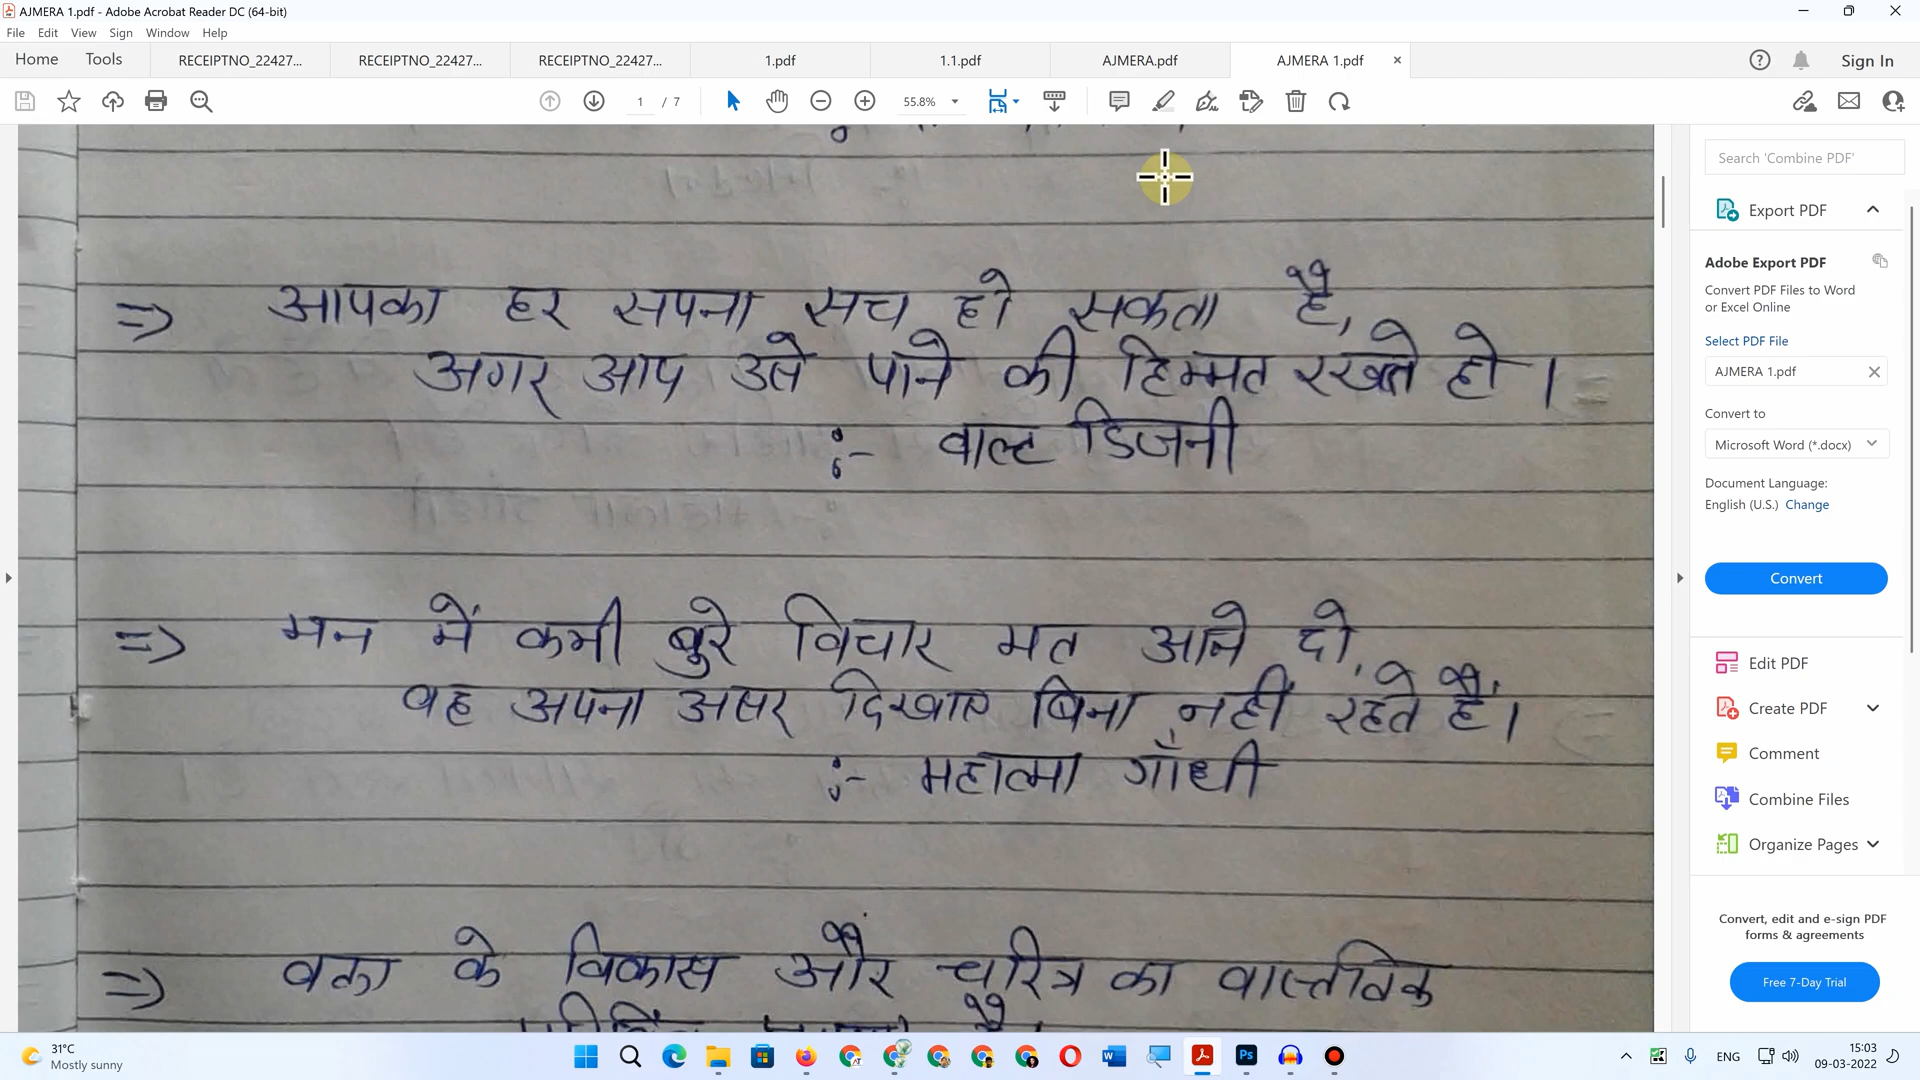 AJMERA 1.pdf - Adobe Acrobat Reader DC (64-bit)
File Edit View Sign Window Help
Home Tools RECEIPTNO_22427... RECEIPTNO_22427... RECEIPTNO_22427... 1.pdf 1.1.pdf AJMERA.pdf AJMERA 1.pdf Sign In
1 / 7 55.8%
=> आपका हर सपना सच हो सकता है,
अगर आप उसे पाने की हिम्मत रखते हो ।
:- वाल्ट डिजनी
=> मन में कभी बुरे विचार मत आने दो,
वह अपना असर दिखाए बिना नहीं रहते हैं।
:- महात्मा गाँधी
=> वक्ता के विकास और चरित्र का वास्तविक
Search 'Combine PDF'
Export PDF
Adobe Export PDF
Convert PDF Files to Word
or Excel Online
Select PDF File
AJMERA 1.pdf
Convert to
Microsoft Word (*.docx)
Document Language:
English (U.S.) Change
Convert
Edit PDF
Create PDF
Comment
Combine Files
Organize Pages
Convert, edit and e-sign PDF
forms & agreements
Free 7-Day Trial
31°C
Mostly sunny
ENG
15:03
09-03-2022